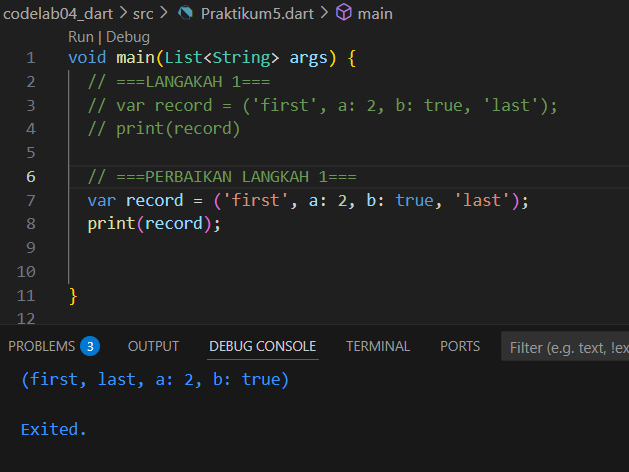 codelab04_dart > src > Praktikum5.dart > main
Run | Debug
1 void main(List<String> args) {
2 // ===LANGAKAH 1===
3 // var record = ('first', a: 2, b: true, 'last');
4 // print(record)
5
6 // ===PERBAIKAN LANGKAH 1===
7 var record = ('first', a: 2, b: true, 'last');
8 print(record);
9
10
11 }
12
PROBLEMS 3 OUTPUT DEBUG CONSOLE TERMINAL PORTS Filter (e.g. text, !ex
(first, last, a: 2, b: true)
Exited.